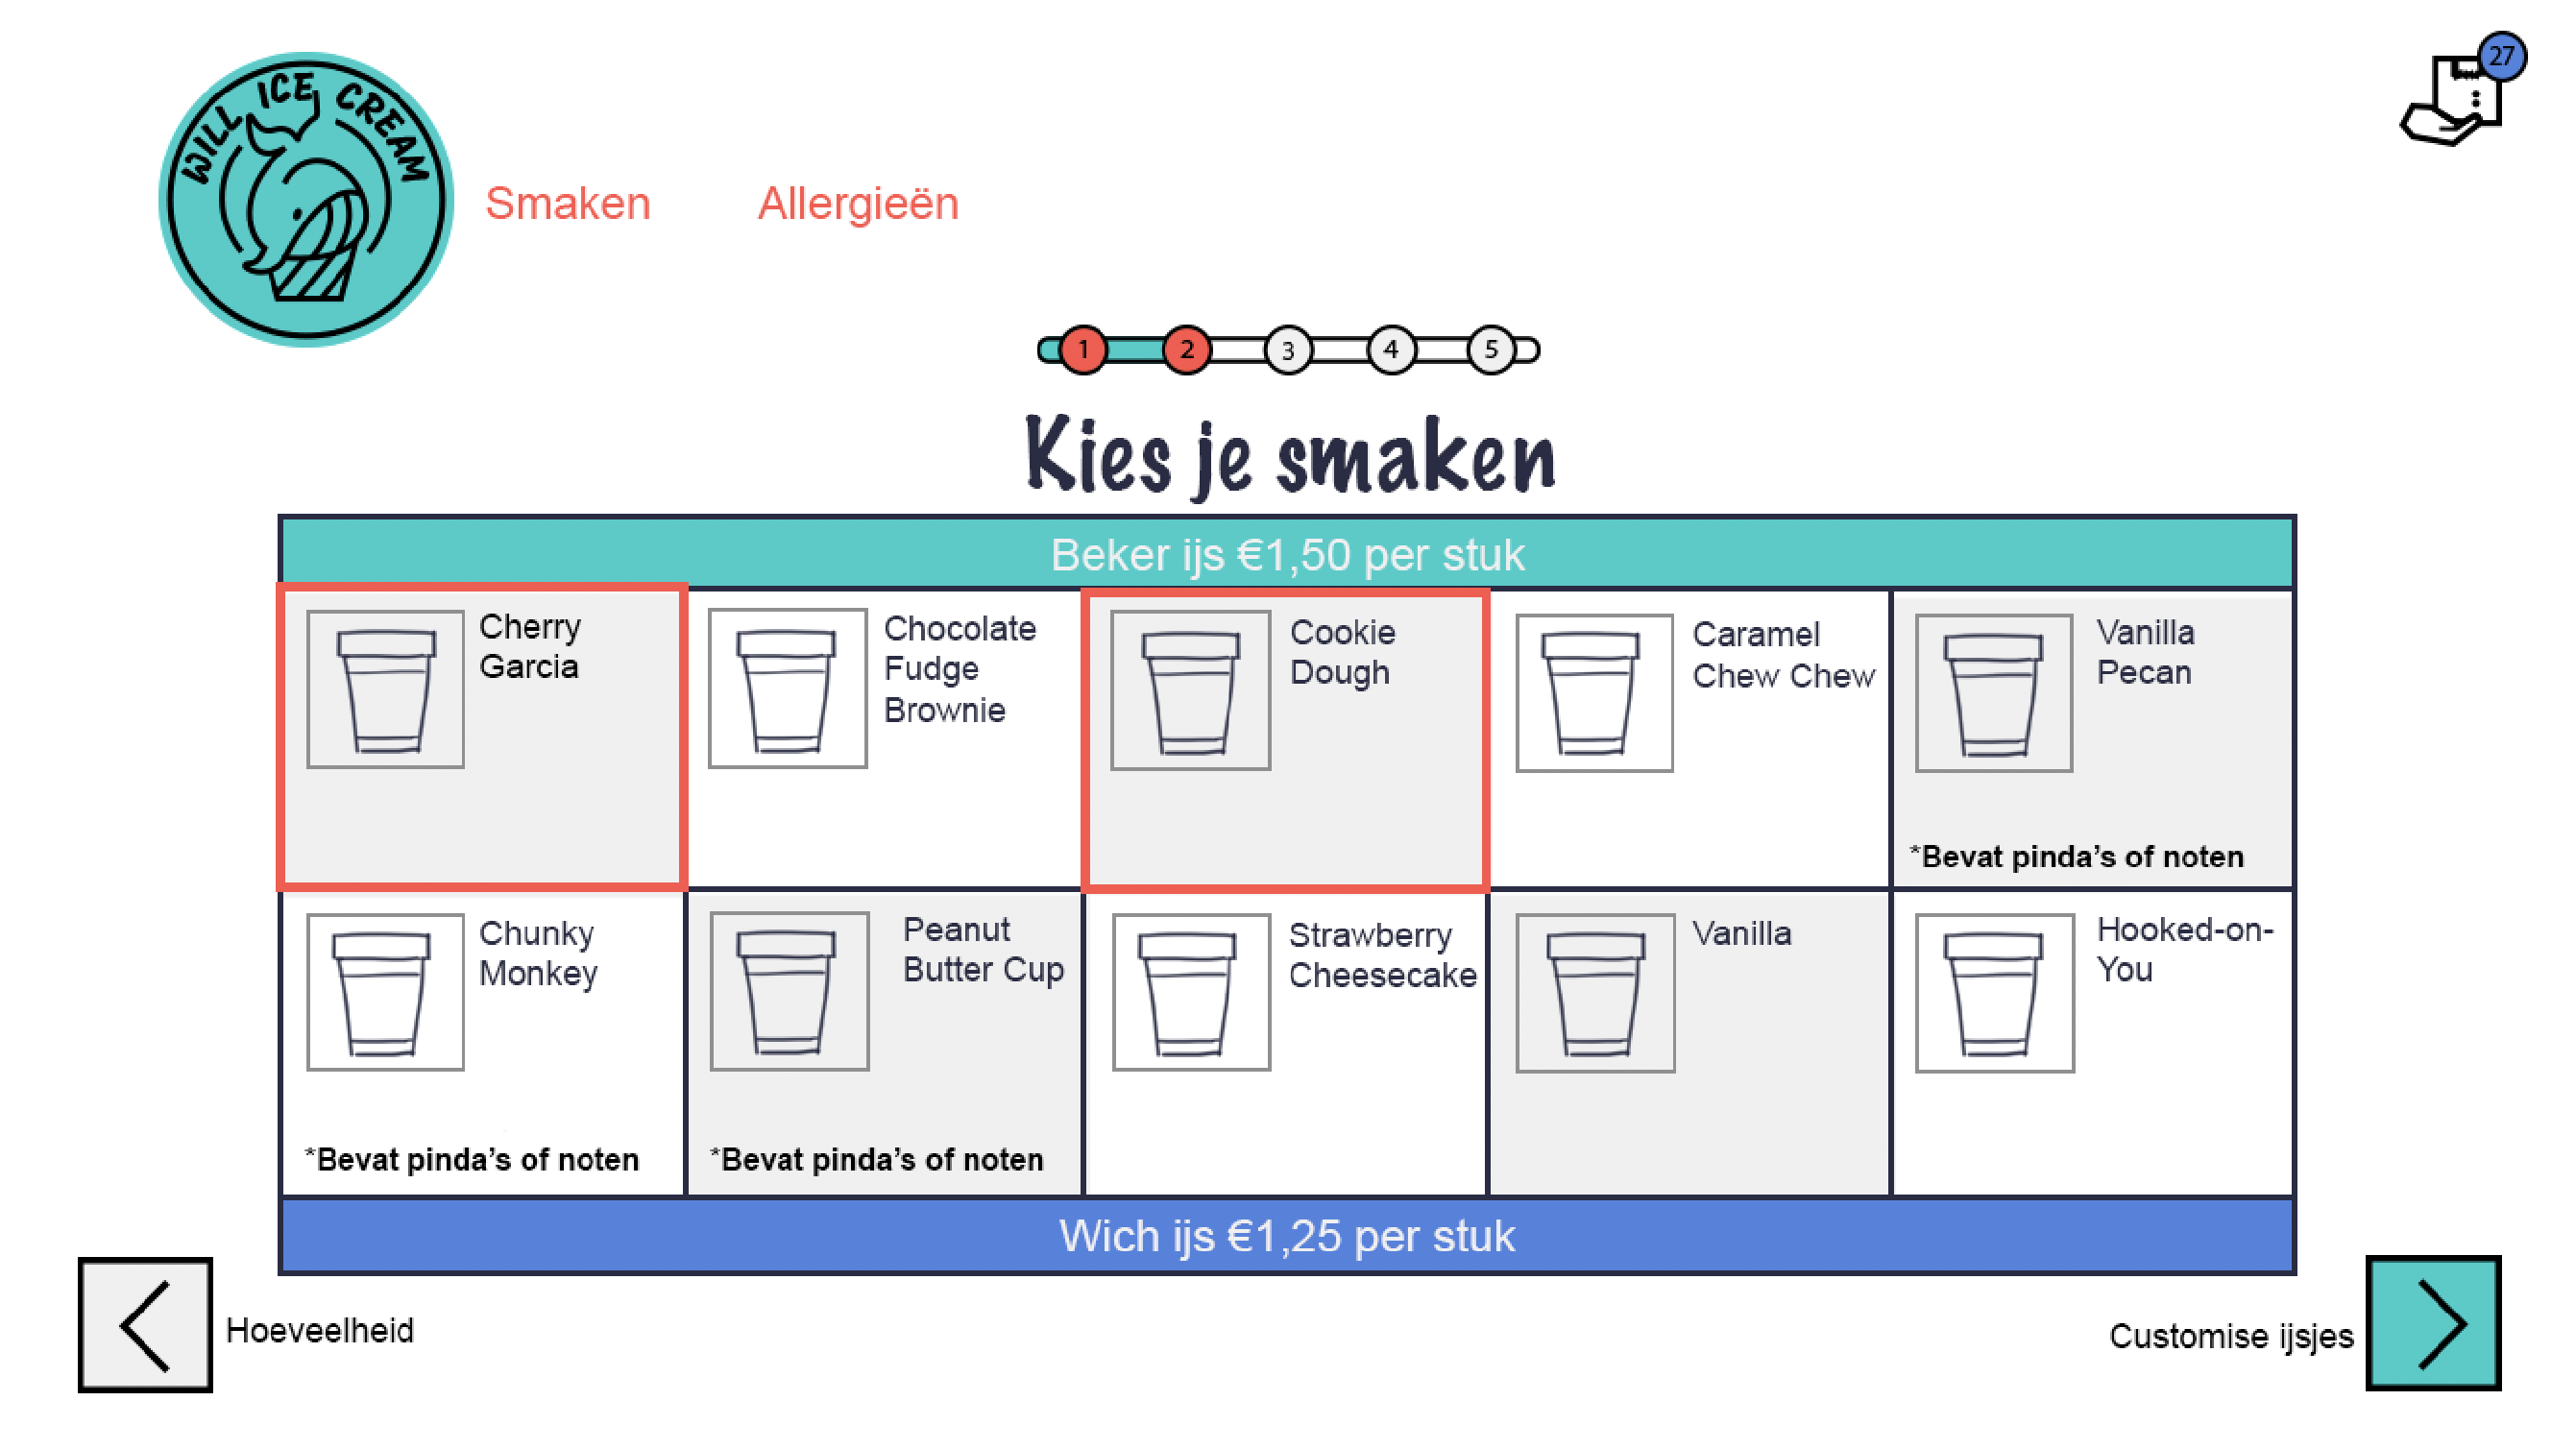 WILL ICE CREAM
27
Smaken
Allergieën
1
2
3
4
5
Kies je smaken
Beker ijs €1,50 per stuk
Cherry
Garcia
Chocolate
Fudge
Brownie
Cookie
Dough
Caramel
Chew Chew
Vanilla
Pecan
*Bevat pinda’s of noten
Chunky
Monkey
*Bevat pinda’s of noten
Peanut
Butter Cup
*Bevat pinda’s of noten
Strawberry
Cheesecake
Vanilla
Hooked-on-
You
Wich ijs €1,25 per stuk
Hoeveelheid
Customise ijsjes